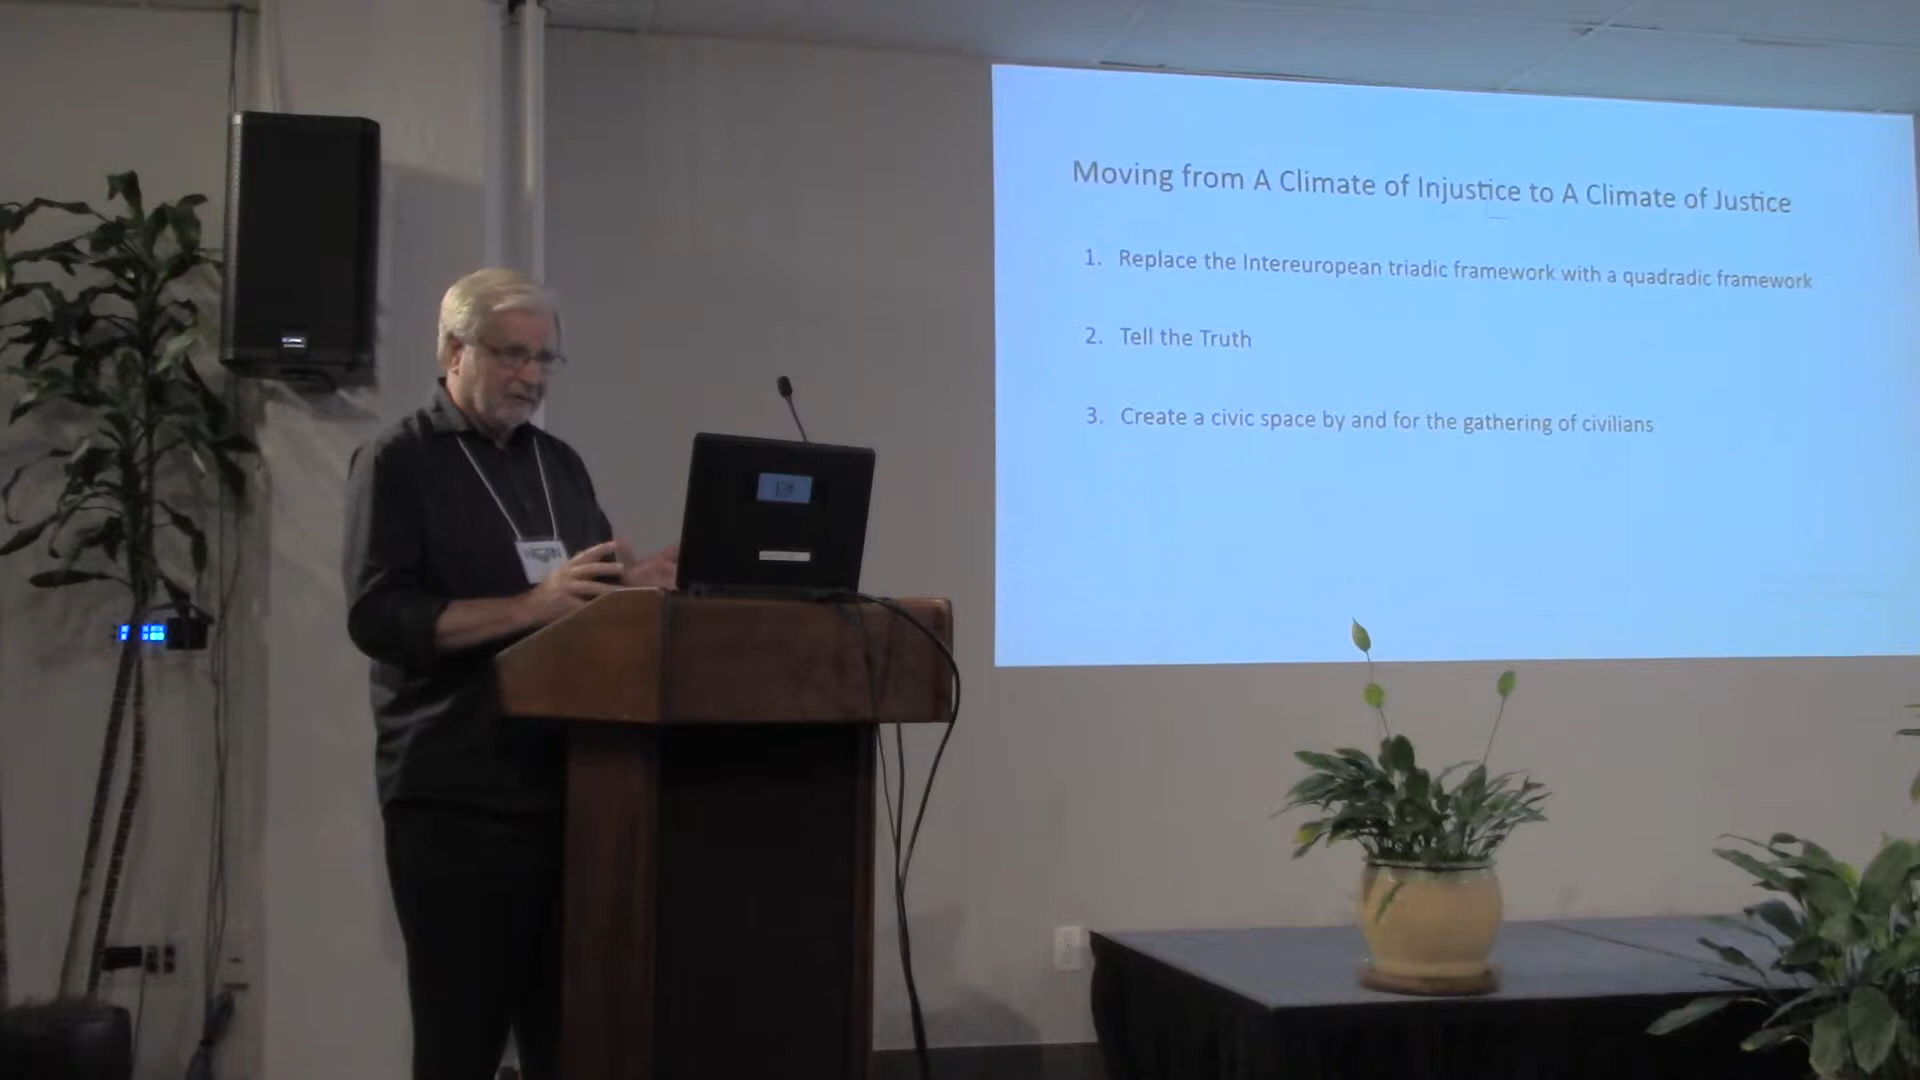 Moving from A Climate of Injustice to A Climate of Justice
1. Replace the Intereuropean triadic framework with a quadradic framework
2. Tell the Truth
3. Create a civic space by and for the gathering of civilians